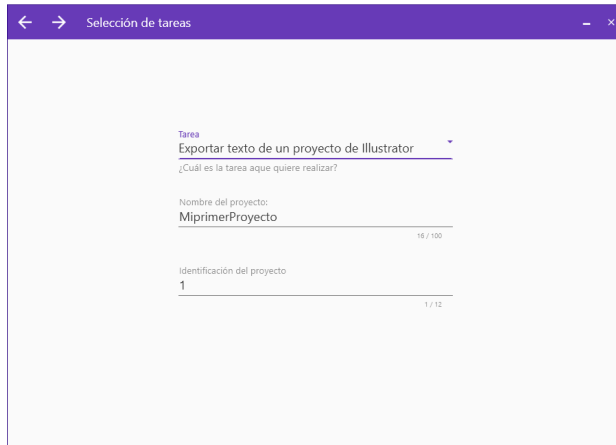 Selección de tareas
Tarea
Exportar texto de un proyecto de Illustrator
¿Cuál es la tarea aque quiere realizar?
Nombre del proyecto:
MiprimerProyecto
16 / 100
Identificación del proyecto
1
1 / 12